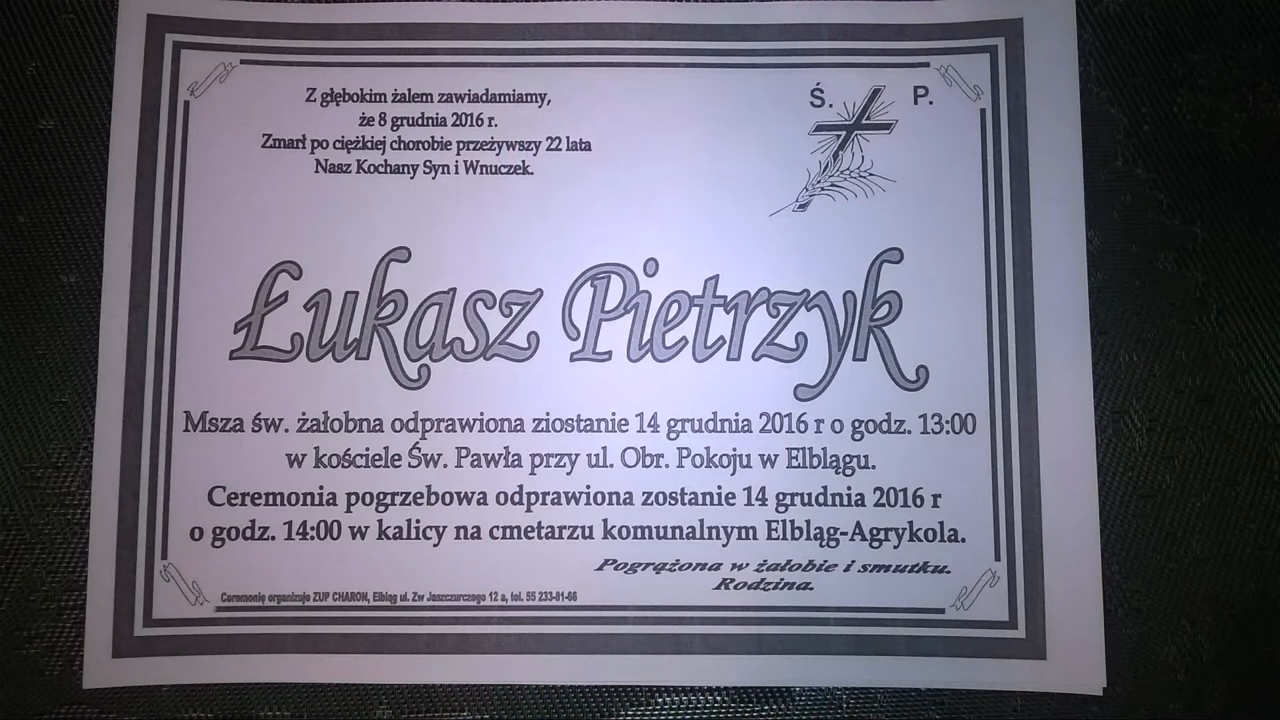 Z głębokim żalem zawiadamiamy,
że 8 grudnia 2016 r.
Zmarł po ciężkiej chorobie przeżywszy 22 lata
Nasz Kochany Syn i Wnuczek.
Ś. P.
Łukasz Pietrzyk
Msza św. żałobna odprawiona ziostanie 14 grudnia 2016 r o godz. 13:00
w kościele Św. Pawła przy ul. Obr. Pokoju w Elblągu.
Ceremonia pogrzebowa odprawiona zostanie 14 grudnia 2016 r
o godz. 14:00 w kalicy na cmetarzu komunalnym Elbląg-Agrykola.
Pogrążona w żałobie i smutku.
Rodzina.
Ceremonię organizuje ZUP CHARON, Elbląg ul. Zw Jaszczurczego 12 a, tel. 55 233-81-66